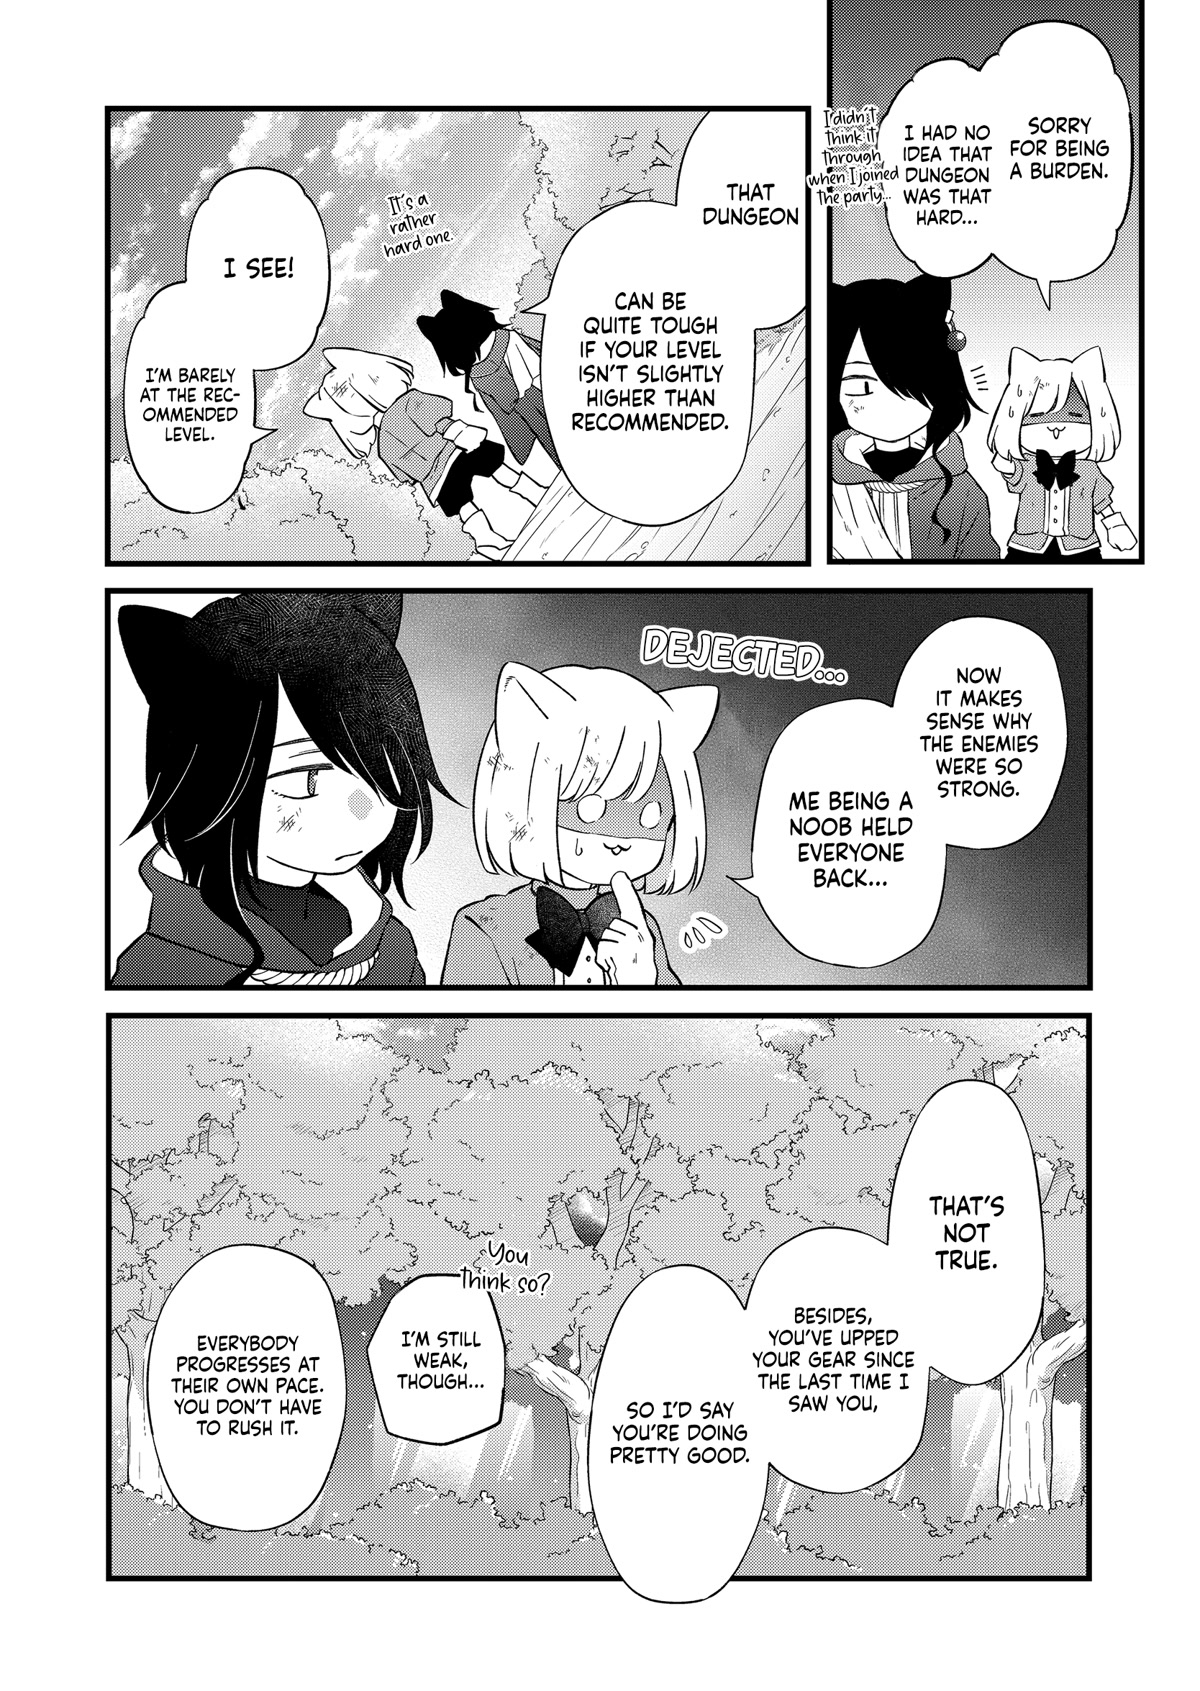 SORRY
FOR BEING
A BURDEN.
I HAD NO
IDEA THAT
DUNGEON
WAS THAT
HARD...
I didn't
think it
through
when I joined
the party...
THAT
DUNGEON
CAN BE
QUITE TOUGH
IF YOUR LEVEL
ISN'T SLIGHTLY
HIGHER THAN
RECOMMENDED.
It's a
rather
hard one.
I SEE!
I'M BARELY
AT THE REC-
OMMENDED
LEVEL.
NOW
IT MAKES
SENSE WHY
THE ENEMIES
WERE SO
STRONG.
ME BEING A
NOOB HELD
EVERYONE
BACK...
DEJECTED...
THAT'S
NOT
TRUE.
BESIDES,
YOU'VE UPPED
YOUR GEAR SINCE
THE LAST TIME I
SAW YOU,
SO I'D SAY
YOU'RE DOING
PRETTY GOOD.
You
think so?
I'M STILL
WEAK,
THOUGH...
EVERYBODY
PROGRESSES AT
THEIR OWN PACE.
YOU DON'T HAVE
TO RUSH IT.